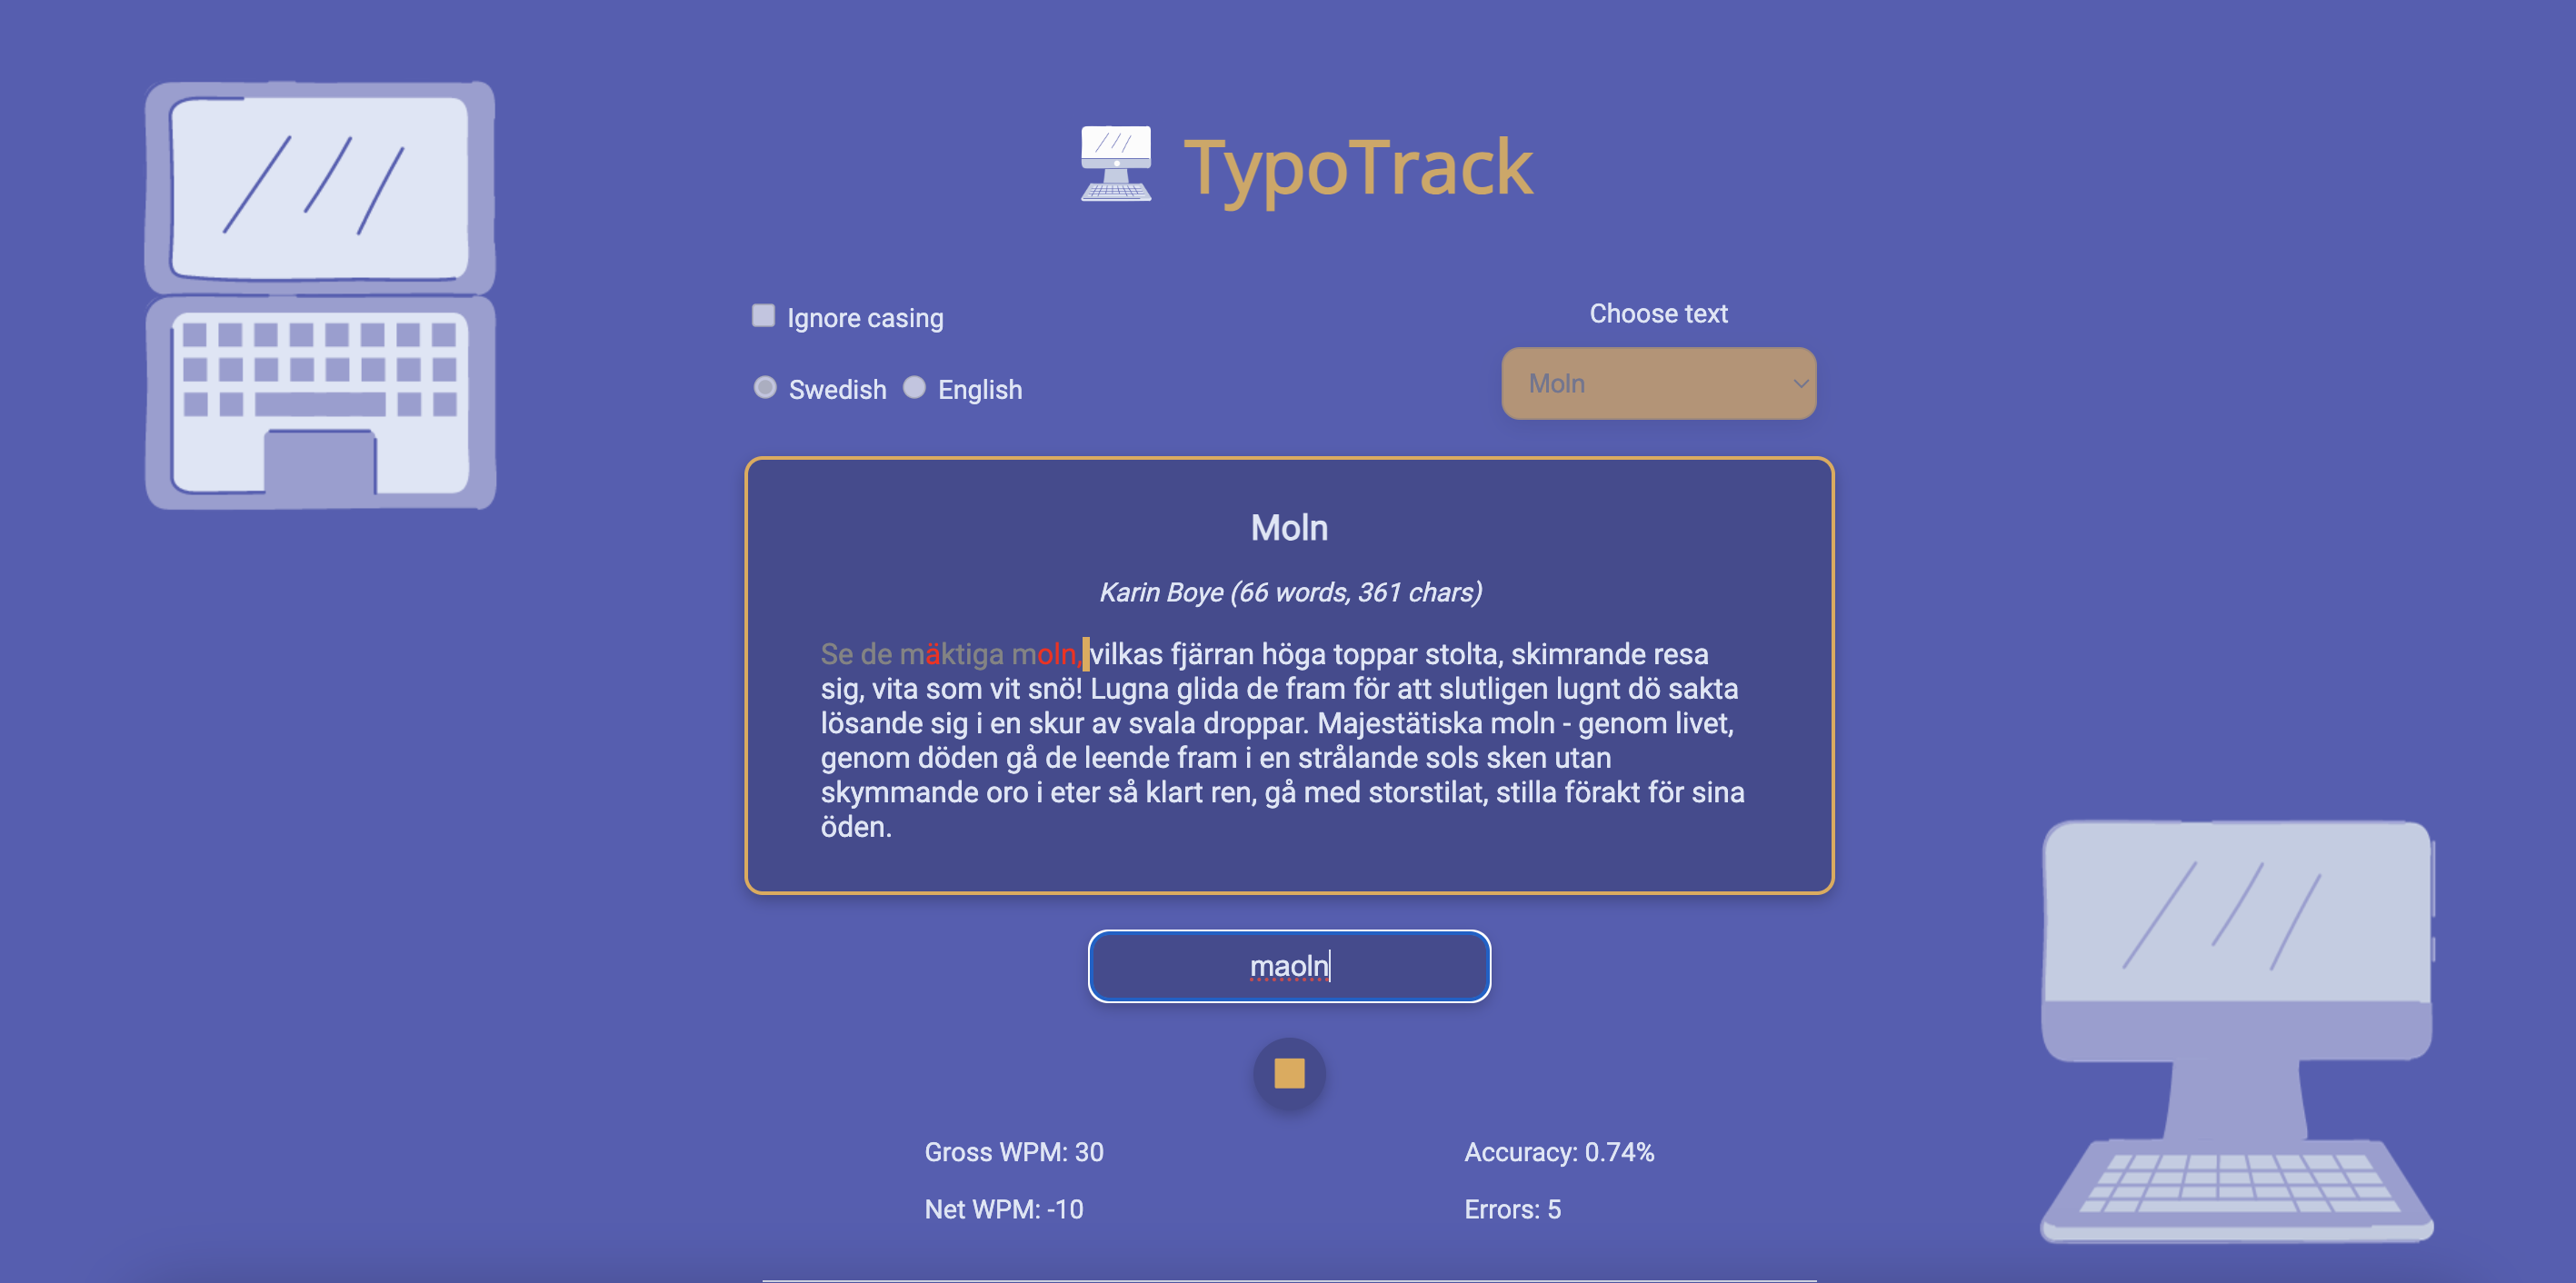 TypoTrack
Ignore casing
Choose text
Swedish English
Moln
Moln
Karin Boye (66 words, 361 chars)
Se de mäktiga moln, vilkas fjärran höga toppar stolta, skimrande resa
sig, vita som vit snö! Lugna glida de fram för att slutligen lugnt dö sakta
lösande sig i en skur av svala droppar. Majestätiska moln - genom livet,
genom döden gå de leende fram i en strålande sols sken utan
skymmande oro i eter så klart ren, gå med storstilat, stilla förakt för sina
öden.
maoln
Gross WPM: 30
Accuracy: 0.74%
Net WPM: -10
Errors: 5